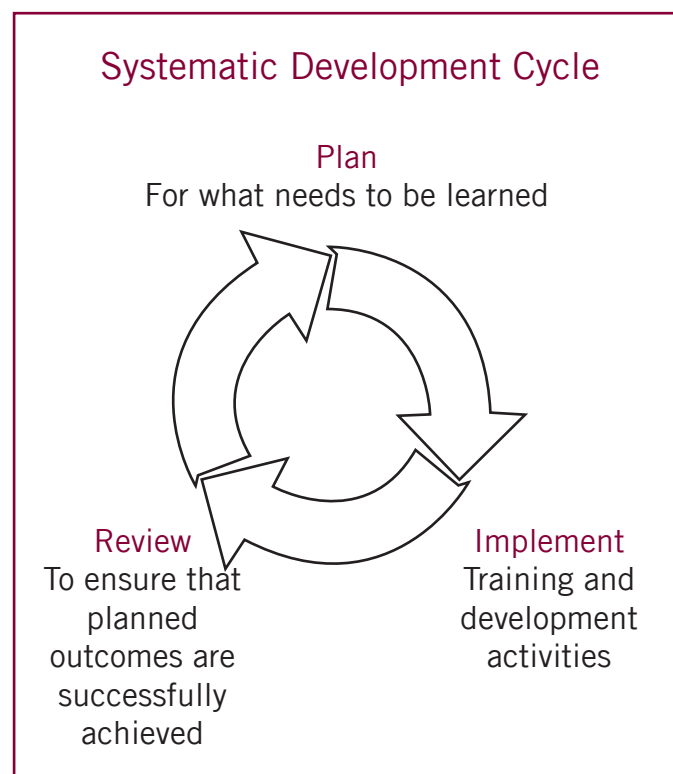 Systematic Development Cycle
Plan
For what needs to be learned
Review
To ensure that
planned
outcomes are
successfully
achieved
Implement
Training and
development
activities